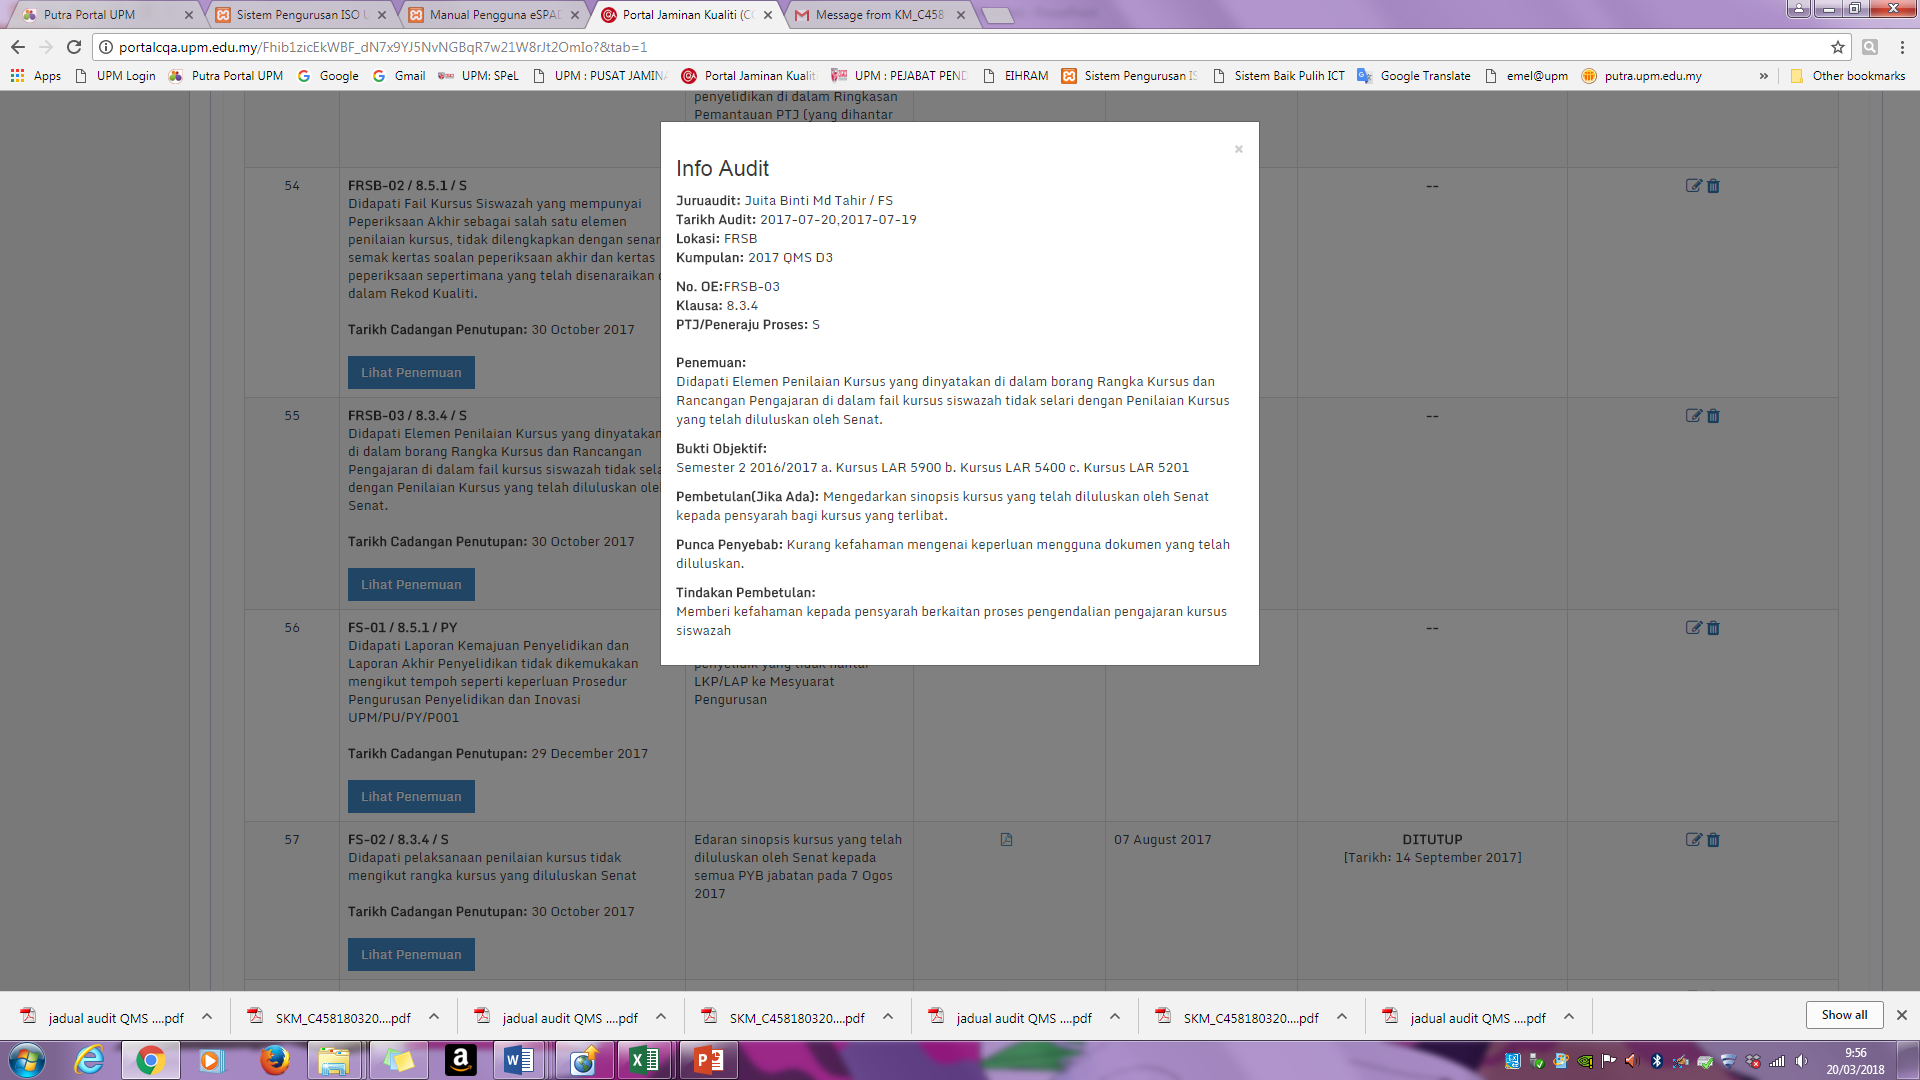 Putra Portal UPM
Sistem Pengurusan ISO U
Manual Pengguna eSPAD
Portal Jaminan Kualiti (CC
Message from KM_C458
portalcqa.upm.edu.my/Fhib1zicEkWBF_dN7x9YJ5NvNGBqR7w21W8rJt2OmIo?&tab=1
Apps UPM Login Putra Portal UPM Google Gmail UPM: SPeL UPM : PUSAT JAMINA Portal Jaminan Kualit UPM : PEJABAT PEND EIHRAM Sistem Pengurusan IS Sistem Baik Pulih ICT Google Translate emel@upm putra.upm.edu.my » Other bookmarks
penyelidikan di dalam Ringkasan
Pemantauan PTJ (yang dihantar
54
FRSB-02 / 8.5.1 / S
Didapati Fail Kursus Siswazah yang mempunyai
Peperiksaan Akhir sebagai salah satu elemen
penilaian kursus, tidak dilengkapkan dengan senar
semak kertas soalan peperiksaan akhir dan kertas
peperiksaan sepertimana yang telah disenaraikan
dalam Rekod Kualiti.
Tarikh Cadangan Penutupan: 30 October 2017
Lihat Penemuan
--
55
FRSB-03 / 8.3.4 / S
Didapati Elemen Penilaian Kursus yang dinyatakan
di dalam borang Rangka Kursus dan Rancangan
Pengajaran di dalam fail kursus siswazah tidak sela
dengan Penilaian Kursus yang telah diluluskan ole
Senat.
Tarikh Cadangan Penutupan: 30 October 2017
Lihat Penemuan
--
56
FS-01 / 8.5.1 / PY
Didapati Laporan Kemajuan Penyelidikan dan
Laporan Akhir Penyelidikan tidak dikemukakan
mengikut tempoh seperti keperluan Prosedur
Pengurusan Penyelidikan dan Inovasi
UPM/PU/PY/P001
Tarikh Cadangan Penutupan: 29 December 2017
Lihat Penemuan
penyelidik yang tidak hantar
LKP/LAP ke Mesyuarat
Pengurusan
--
57
FS-02 / 8.3.4 / S
Didapati pelaksanaan penilaian kursus tidak
mengikut rangka kursus yang diluluskan Senat
Tarikh Cadangan Penutupan: 30 October 2017
Lihat Penemuan
Edaran sinopsis kursus yang telah
diluluskan oleh Senat kepada
semua PYB jabatan pada 7 Ogos
2017
07 August 2017
DITUTUP
[Tarikh: 14 September 2017]
×
Info Audit
Juruaudit: Juita Binti Md Tahir / FS
Tarikh Audit: 2017-07-20,2017-07-19
Lokasi: FRSB
Kumpulan: 2017 QMS D3
No. OE:FRSB-03
Klausa: 8.3.4
PTJ/Peneraju Proses: S
Penemuan:
Didapati Elemen Penilaian Kursus yang dinyatakan di dalam borang Rangka Kursus dan
Rancangan Pengajaran di dalam fail kursus siswazah tidak selari dengan Penilaian Kursus
yang telah diluluskan oleh Senat.
Bukti Objektif:
Semester 2 2016/2017 a. Kursus LAR 5900 b. Kursus LAR 5400 c. Kursus LAR 5201
Pembetulan(Jika Ada): Mengedarkan sinopsis kursus yang telah diluluskan oleh Senat
kepada pensyarah bagi kursus yang terlibat.
Punca Penyebab: Kurang kefahaman mengenai keperluan mengguna dokumen yang telah
diluluskan.
Tindakan Pembetulan:
Memberi kefahaman kepada pensyarah berkaitan proses pengendalian pengajaran kursus
siswazah
jadual audit QMS ....pdf
SKM_C458180320....pdf
jadual audit QMS ....pdf
SKM_C458180320....pdf
jadual audit QMS ....pdf
SKM_C458180320....pdf
jadual audit QMS ....pdf
Show all
9:56
20/03/2018